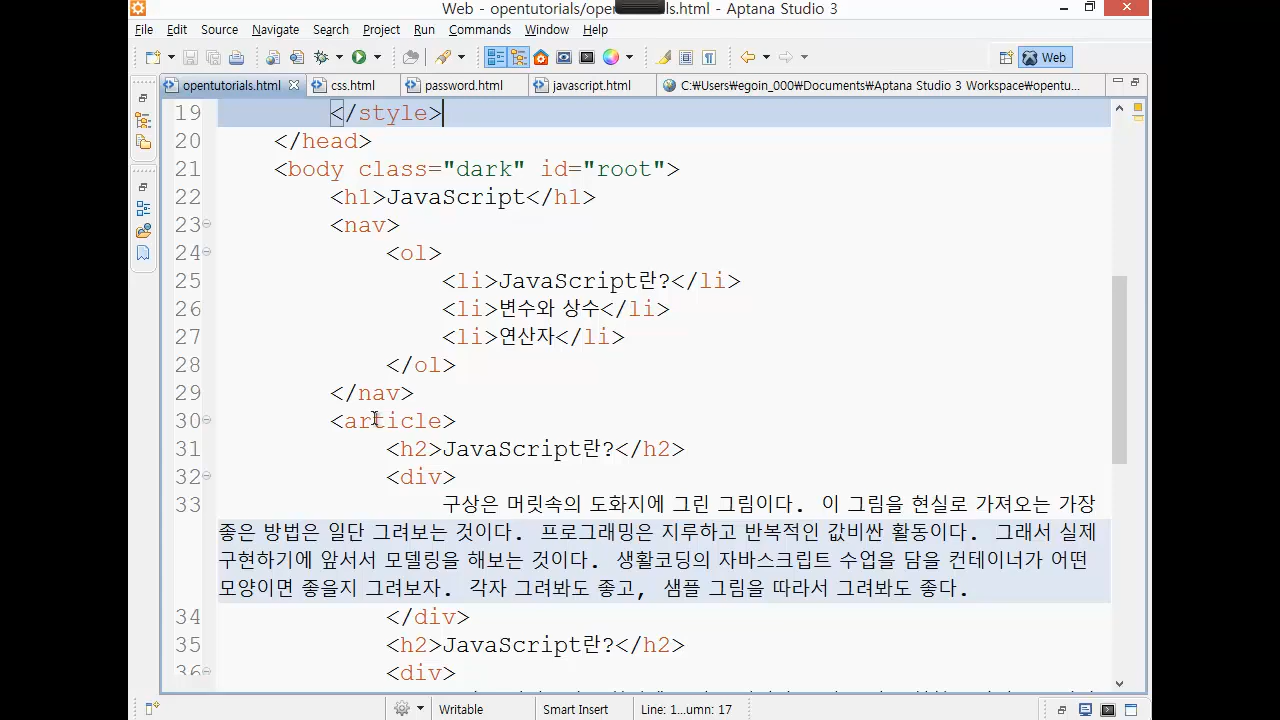 Web - opentutorials/open ls.html - Aptana Studio 3
File Edit Source Navigate Search Project Run Commands Window Help
Web
opentutorials.html css.html password.html javascript.html C:₩Users₩egoin_000₩Documents₩Aptana Studio 3 Workspace₩opentu...
19 </style>
20 </head>
21 <body class="dark" id="root">
22 <h1>JavaScript</h1>
23 <nav>
24 <ol>
25 <li>JavaScript란?</li>
26 <li>변수와 상수</li>
27 <li>연산자</li>
28 </ol>
29 </nav>
30 <article>
31 <h2>JavaScript란?</h2>
32 <div>
33 구상은 머릿속의 도화지에 그린 그림이다. 이 그림을 현실로 가져오는 가장
좋은 방법은 일단 그려보는 것이다. 프로그래밍은 지루하고 반복적인 값비싼 활동이다. 그래서 실제
구현하기에 앞서서 모델링을 해보는 것이다. 생활코딩의 자바스크립트 수업을 담을 컨테이너가 어떤
모양이면 좋을지 그려보자. 각자 그려봐도 좋고, 샘플 그림을 따라서 그려봐도 좋다.
34 </div>
35 <h2>JavaScript란?</h2>
36 <div>
Writable Smart Insert Line: 1...umn: 17